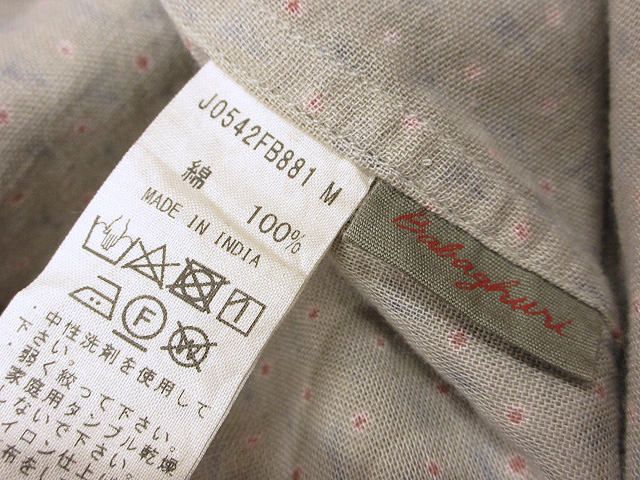 J0542FB881 M
綿 100%
MADE IN INDIA
F
W
・中性洗剤を使用して
下さい。
・弱く絞って下さい。
家庭用タンブル乾燥
ないで下さい。
イロン仕上げ
布をし
Babaghuri